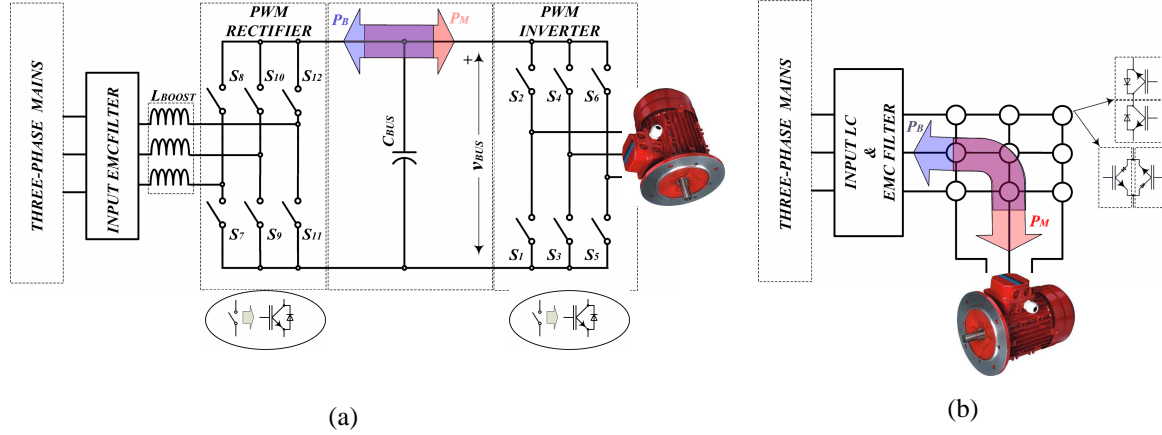 THREE-PHASE MAINS
INPUT EMCFILTER
LBOOST
PWM
RECTIFIER
S8
S10
S12
S7
S9
S11
PB
PM
CBUS
+
vBUS
PWM
INVERTER
S2
S4
S6
S1
S3
S5
(a)
THREE-PHASE MAINS
INPUT LC
&
EMC FILTER
PB
PM
(b)